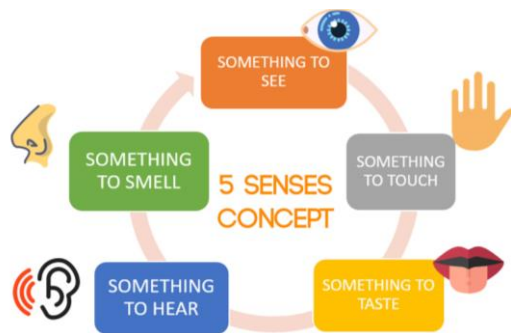 SOMETHING TO
SEE
SOMETHING
TO TOUCH
SOMETHING TO
TASTE
SOMETHING
TO HEAR
SOMETHING
TO SMELL
5 SENSES
CONCEPT